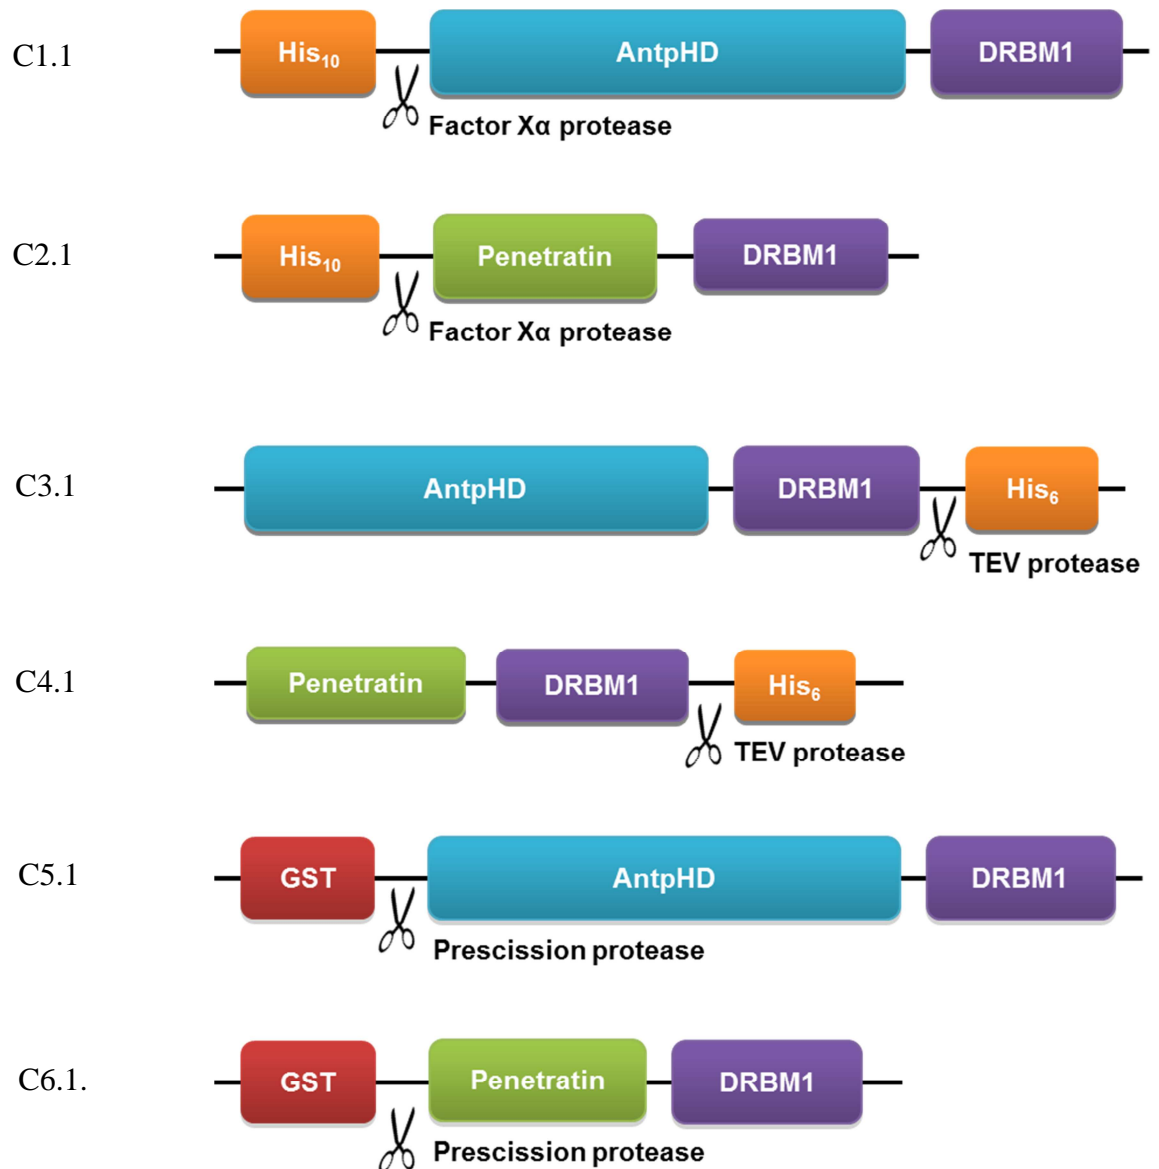 C1.1 His₁₀ AntpHD DRBM1
Factor Xα protease
C2.1 His₁₀ Penetratin DRBM1
Factor Xα protease
C3.1 AntpHD DRBM1 His₆
TEV protease
C4.1 Penetratin DRBM1 His₆
TEV protease
C5.1 GST AntpHD DRBM1
Prescission protease
C6.1. GST Penetratin DRBM1
Prescission protease